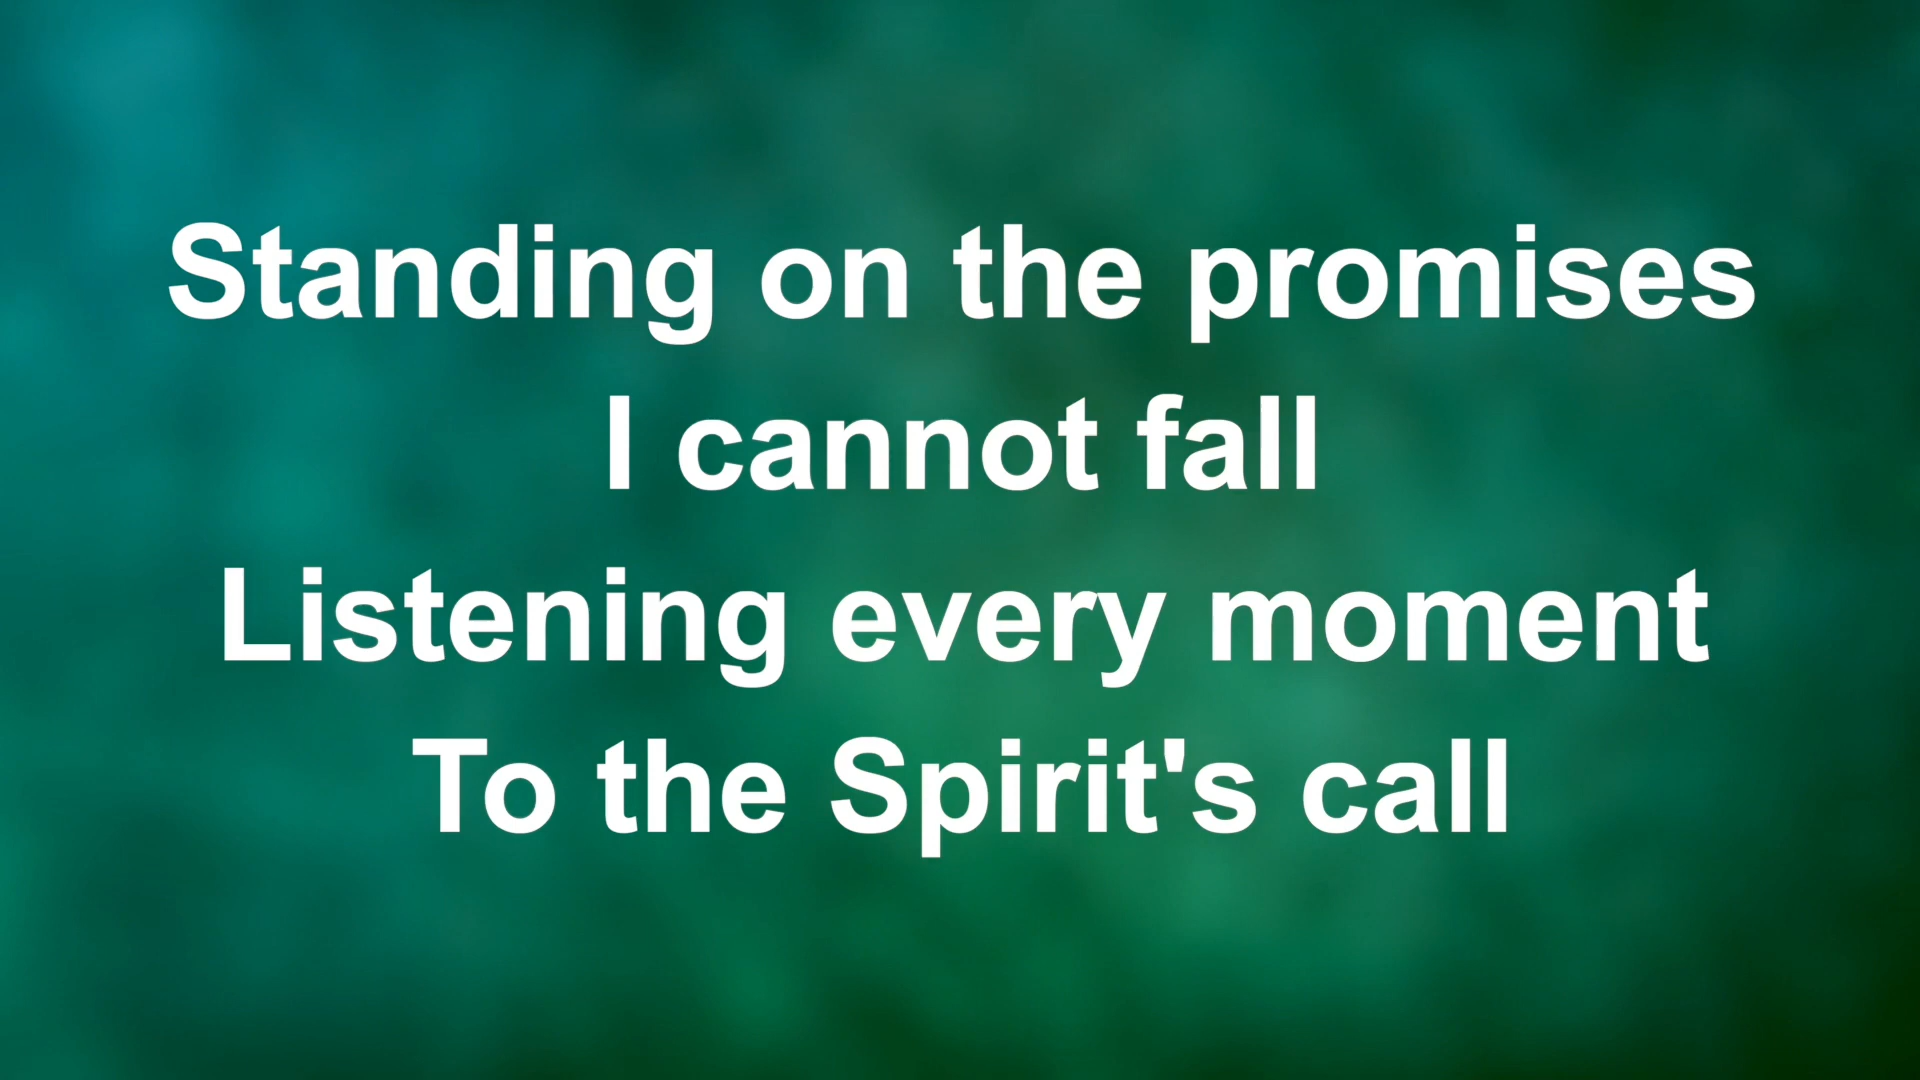 Standing on the promises
I cannot fall
Listening every moment
To the Spirit's call